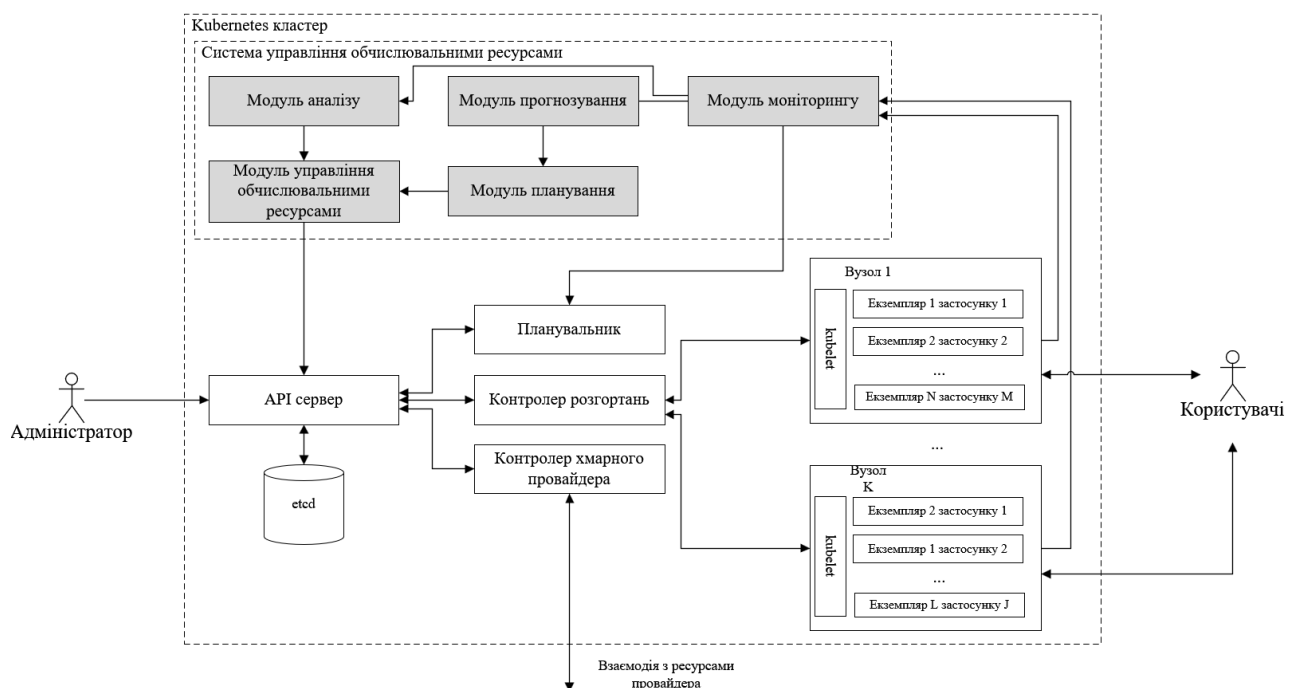 Kubernetes кластер
Система управління обчислювальними ресурсами
Модуль аналізу
Модуль прогнозування
Модуль моніторингу
Модуль управління
обчислювальними
ресурсами
Модуль планування
Вузол 1
kubelet
Екземпляр 1 застосунку 1
Екземпляр 2 застосунку 2
...
Екземпляр N застосунку M
Планувальник
API сервер
Контролер розгортань
Контролер хмарного
провайдера
etcd
Адміністратор
Користувачі
...
Вузол
K
kubelet
Екземпляр 2 застосунку 1
Екземпляр 1 застосунку 2
...
Екземпляр L застосунку J
Взаємодія з ресурсами
провайдера